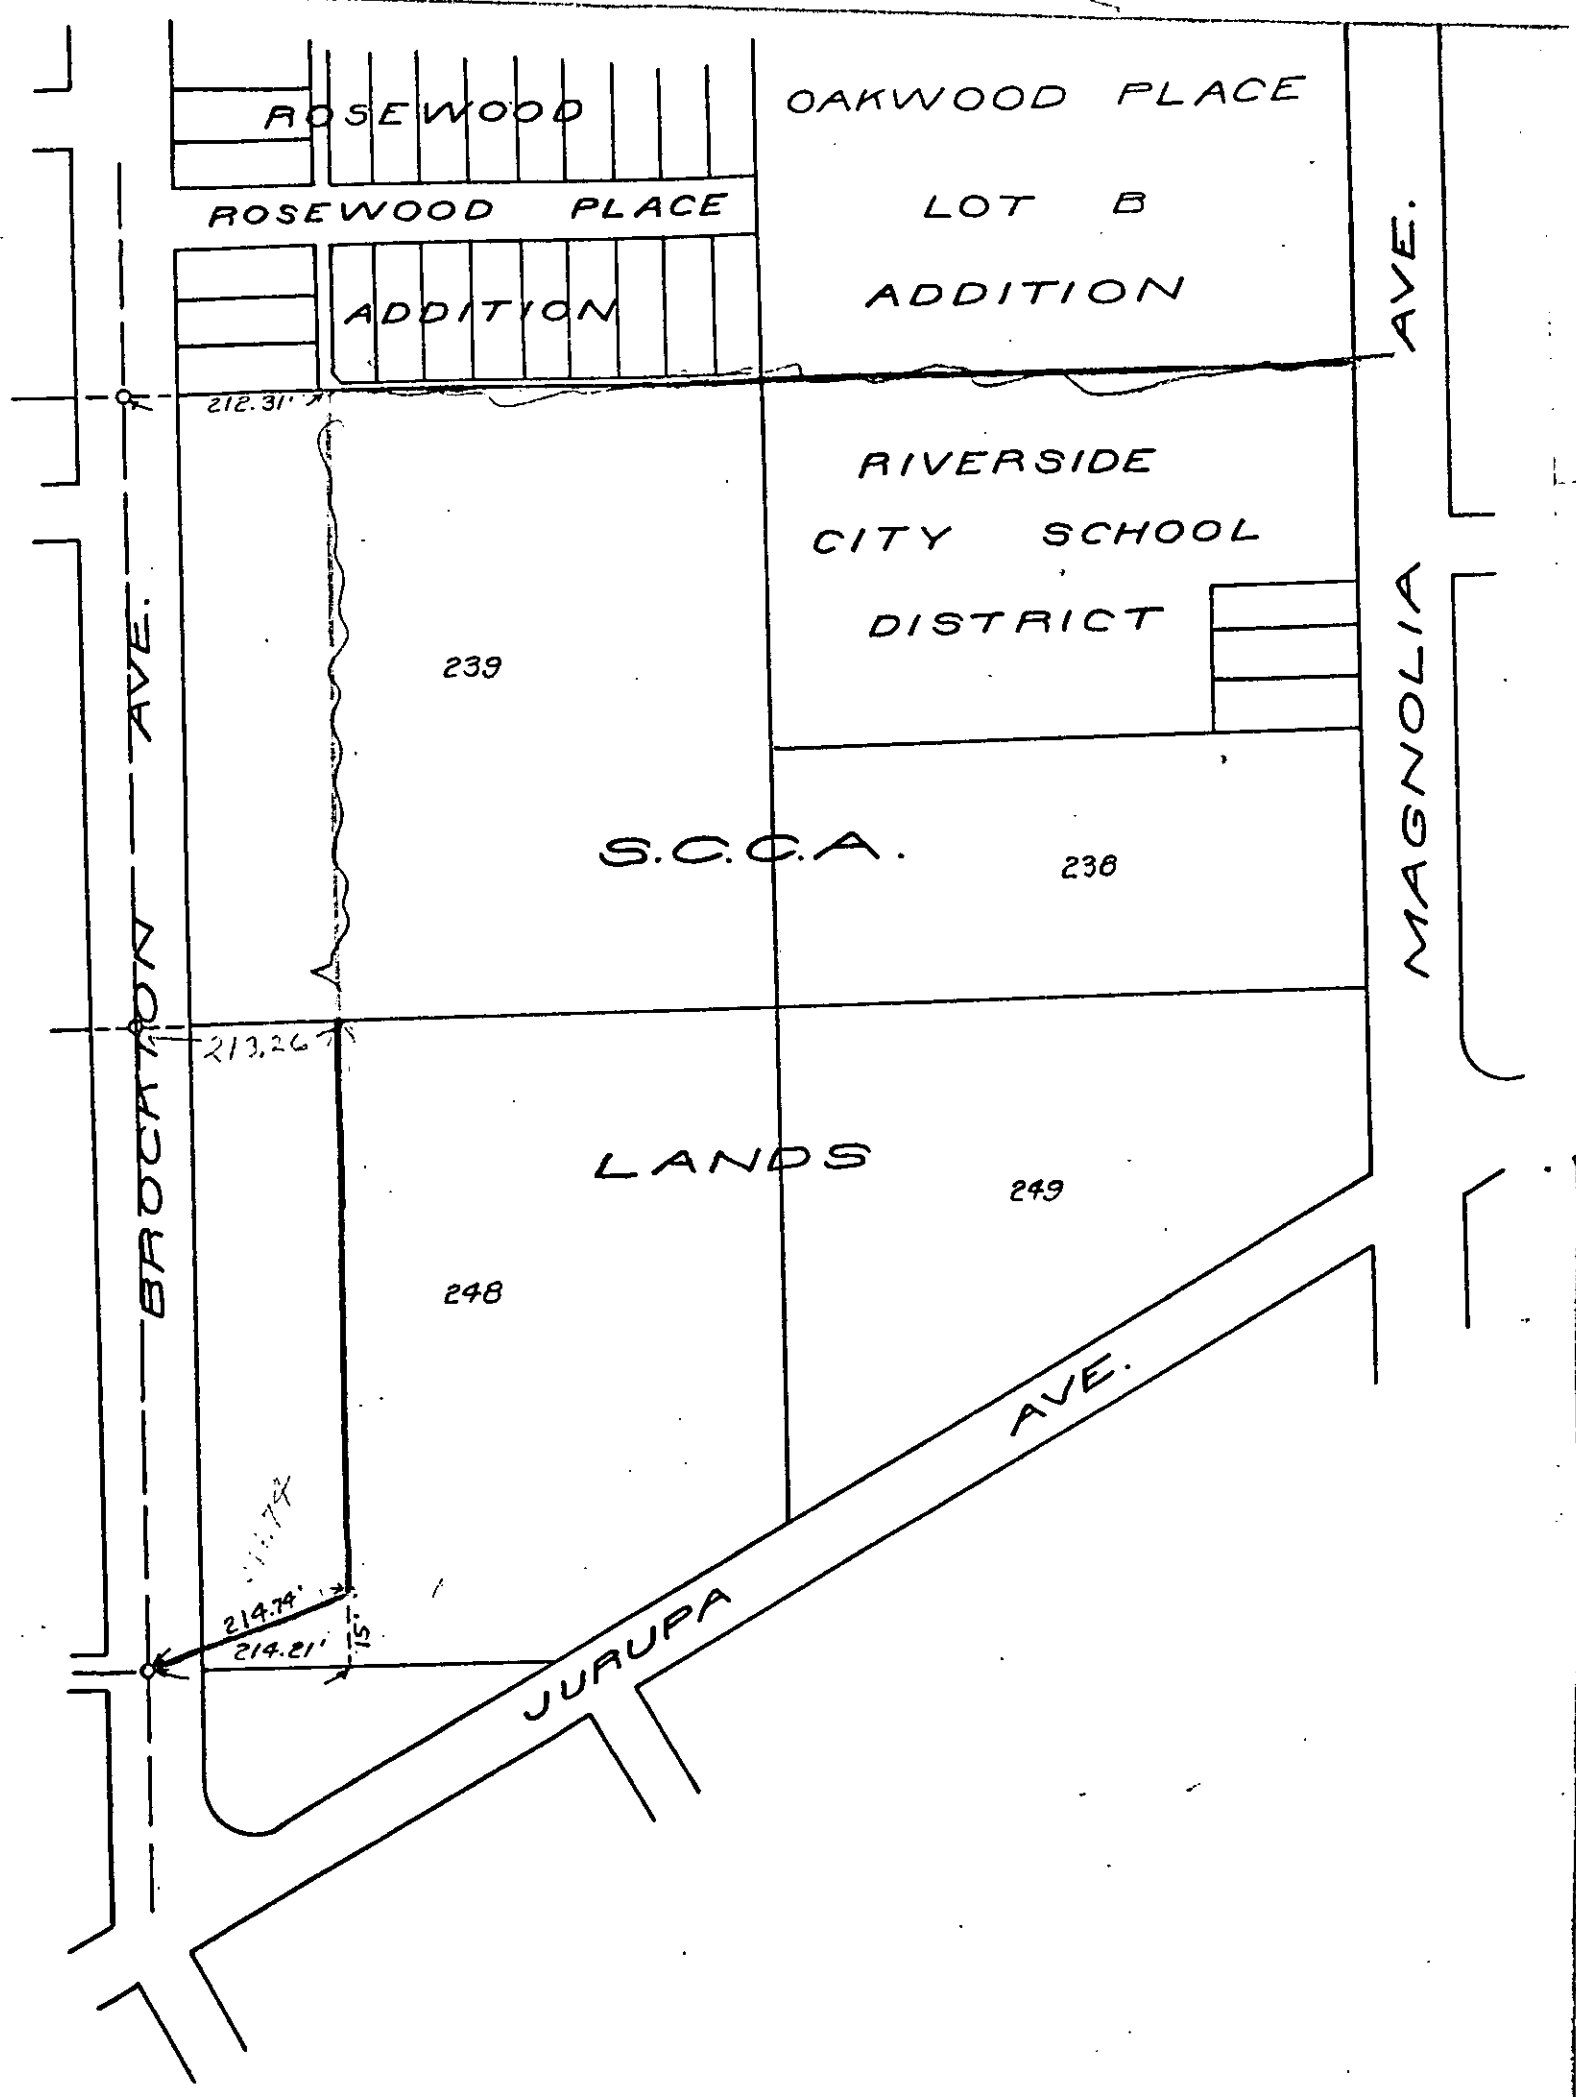 ROSEWOOD
ROSEWOOD PLACE
ADDITION
OAKWOOD PLACE
LOT B
ADDITION
212.31'
RIVERSIDE
CITY SCHOOL
DISTRICT
MAGNOLIA AVE.
BROCKTON AVE.
239
S.C.C.A.
238
213.26
LANDS
249
248
214.74'
214.21'
15'
JURUPA AVE.